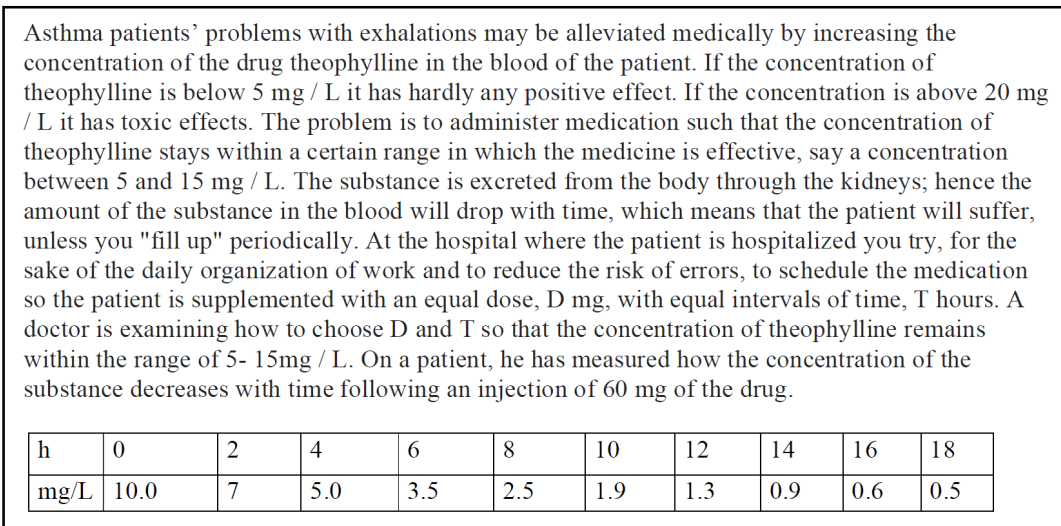 Asthma patients’ problems with exhalations may be alleviated medically by increasing the
concentration of the drug theophylline in the blood of the patient. If the concentration of
theophylline is below 5 mg / L it has hardly any positive effect. If the concentration is above 20 mg
/ L it has toxic effects. The problem is to administer medication such that the concentration of
theophylline stays within a certain range in which the medicine is effective, say a concentration
between 5 and 15 mg / L. The substance is excreted from the body through the kidneys; hence the
amount of the substance in the blood will drop with time, which means that the patient will suffer,
unless you "fill up" periodically. At the hospital where the patient is hospitalized you try, for the
sake of the daily organization of work and to reduce the risk of errors, to schedule the medication
so the patient is supplemented with an equal dose, D mg, with equal intervals of time, T hours. A
doctor is examining how to choose D and T so that the concentration of theophylline remains
within the range of 5- 15mg / L. On a patient, he has measured how the concentration of the
substance decreases with time following an injection of 60 mg of the drug.
h 0 2 4 6 8 10 12 14 16 18
mg/L 10.0 7 5.0 3.5 2.5 1.9 1.3 0.9 0.6 0.5